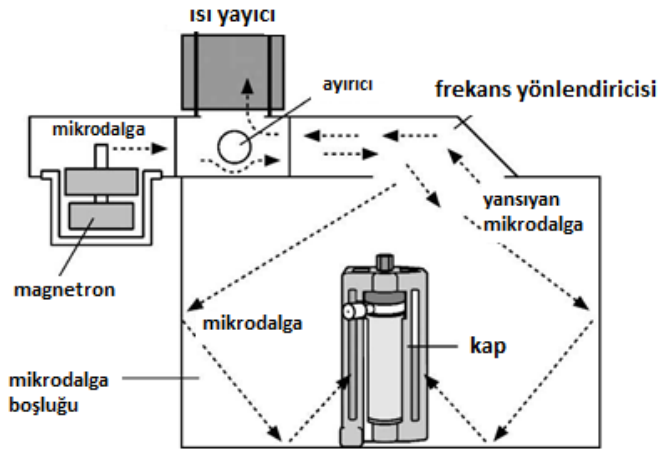 ısı yayıcı
ayırıcı
frekans yönlendiricisi
mikrodalga
yansıyan
mikrodalga
magnetron
mikrodalga
kap
mikrodalga
boşluğu